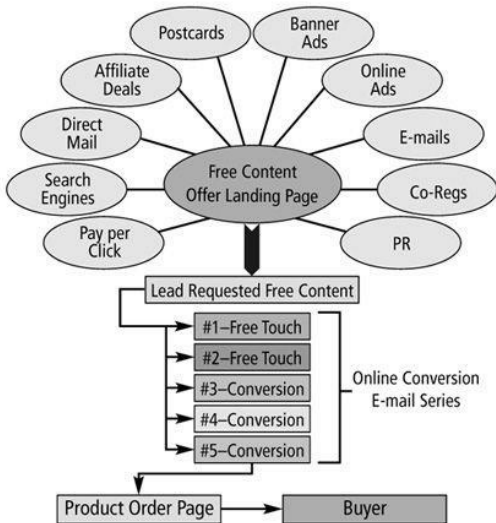 Postcards
Banner
Ads
Affiliate
Deals
Online
Ads
Direct
Mail
E-mails
Free Content
Offer Landing Page
Search
Engines
Co-Regs
Pay per
Click
PR
Lead Requested Free Content
#1–Free Touch
#2–Free Touch
#3–Conversion
#4–Conversion
#5–Conversion
Online Conversion
E-mail Series
Product Order Page
Buyer